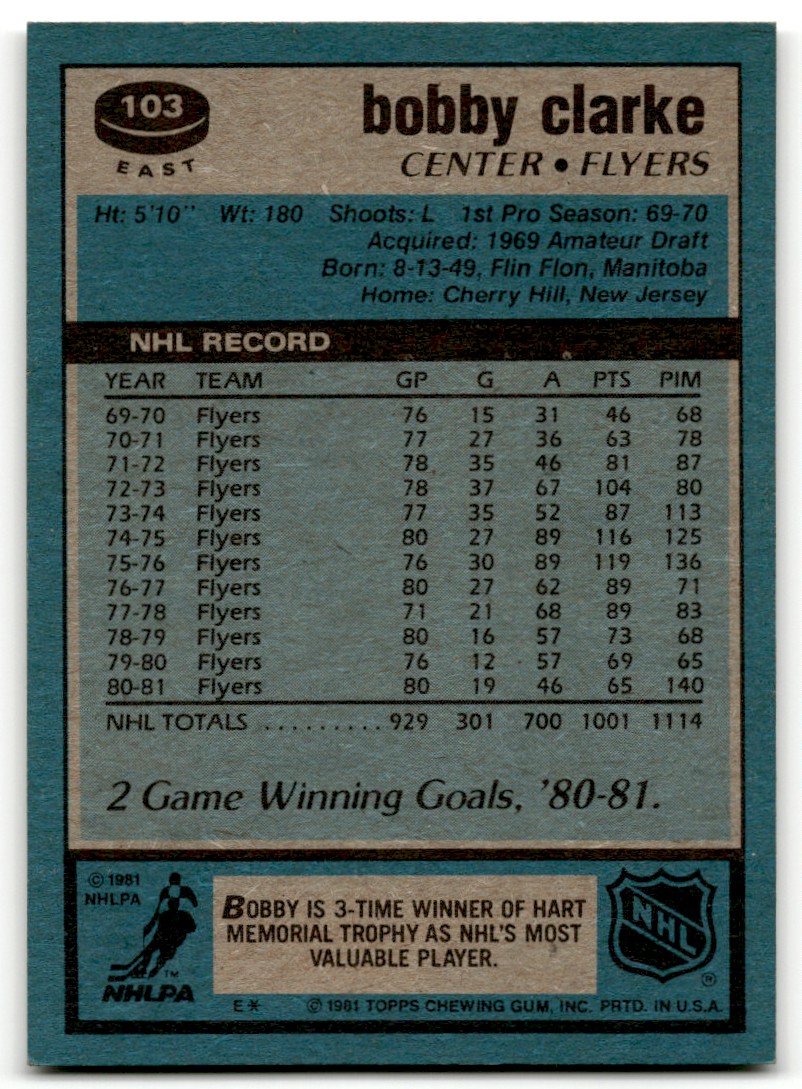 103
EAST
bobby clarke
CENTER • FLYERS
Ht: 5'10" Wt: 180 Shoots: L 1st Pro Season: 69-70
Acquired: 1969 Amateur Draft
Born: 8-13-49, Flin Flon, Manitoba
Home: Cherry Hill, New Jersey
NHL RECORD
YEAR TEAM GP G A PTS PIM
69-70 Flyers 76 15 31 46 68
70-71 Flyers 77 27 36 63 78
71-72 Flyers 78 35 46 81 87
72-73 Flyers 78 37 67 104 80
73-74 Flyers 77 35 52 87 113
74-75 Flyers 80 27 89 116 125
75-76 Flyers 76 30 89 119 136
76-77 Flyers 80 27 62 89 71
77-78 Flyers 71 21 68 89 83
78-79 Flyers 80 16 57 73 68
79-80 Flyers 76 12 57 69 65
80-81 Flyers 80 19 46 65 140
NHL TOTALS ......... 929 301 700 1001 1114
2 Game Winning Goals, '80-81.
© 1981
NHLPA
™
NHLPA
BOBBY IS 3-TIME WINNER OF HART
MEMORIAL TROPHY AS NHL'S MOST
VALUABLE PLAYER.
NHL
®
E* © 1981 TOPPS CHEWING GUM, INC. PRTD. IN U.S.A.